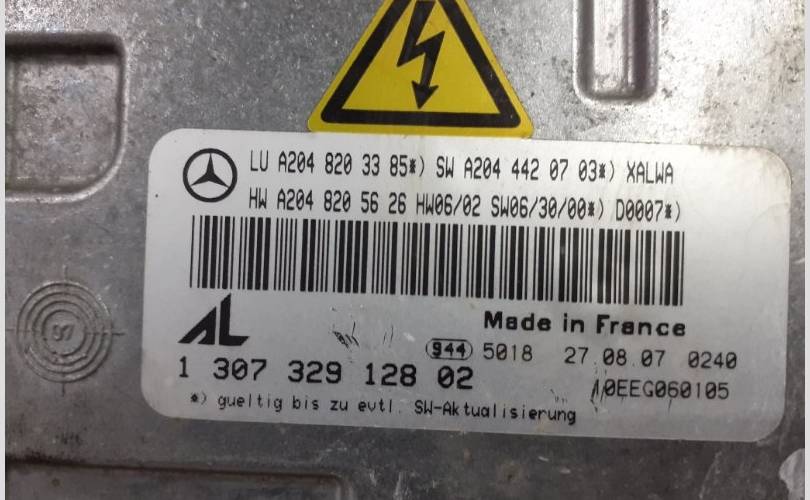 LU A204 820 33 85*) SW A204 442 07 03*) XALWA
HW A204 820 56 26 HW06/02 SW06/30/00*) D0007*)
AL
Made in France
944 5018 27.08.07 0240
1 307 329 128 02
A0EEG060105
*) gueltig bis zu evtl. SW-Aktualisierung
07